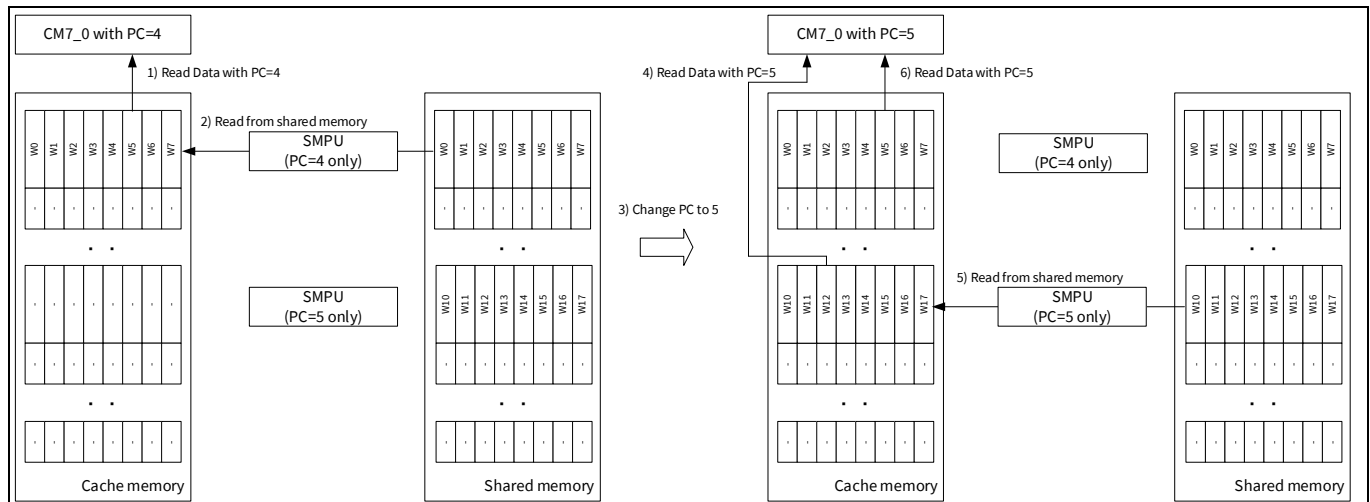 CM7_0 with PC=4
1) Read Data with PC=4
2) Read from shared memory
W0 W1 W2 W3 W4 W5 W6 W7
- - - - - - - -
. .
- - - - - - - -
- - - - - - - -
. .
- - - - - - - -
Cache memory
SMPU
(PC=4 only)
SMPU
(PC=5 only)
W0 W1 W2 W3 W4 W5 W6 W7
- - - - - - - -
. .
W10 W11 W12 W13 W14 W15 W16 W17
- - - - - - - -
. .
- - - - - - - -
Shared memory
3) Change PC to 5
CM7_0 with PC=5
4) Read Data with PC=5
6) Read Data with PC=5
W0 W1 W2 W3 W4 W5 W6 W7
- - - - - - - -
. .
W10 W11 W12 W13 W14 W15 W16 W17
- - - - - - - -
. .
- - - - - - - -
Cache memory
SMPU
(PC=4 only)
5) Read from shared memory
SMPU
(PC=5 only)
W0 W1 W2 W3 W4 W5 W6 W7
- - - - - - - -
. .
W10 W11 W12 W13 W14 W15 W16 W17
- - - - - - - -
. .
- - - - - - - -
Shared memory